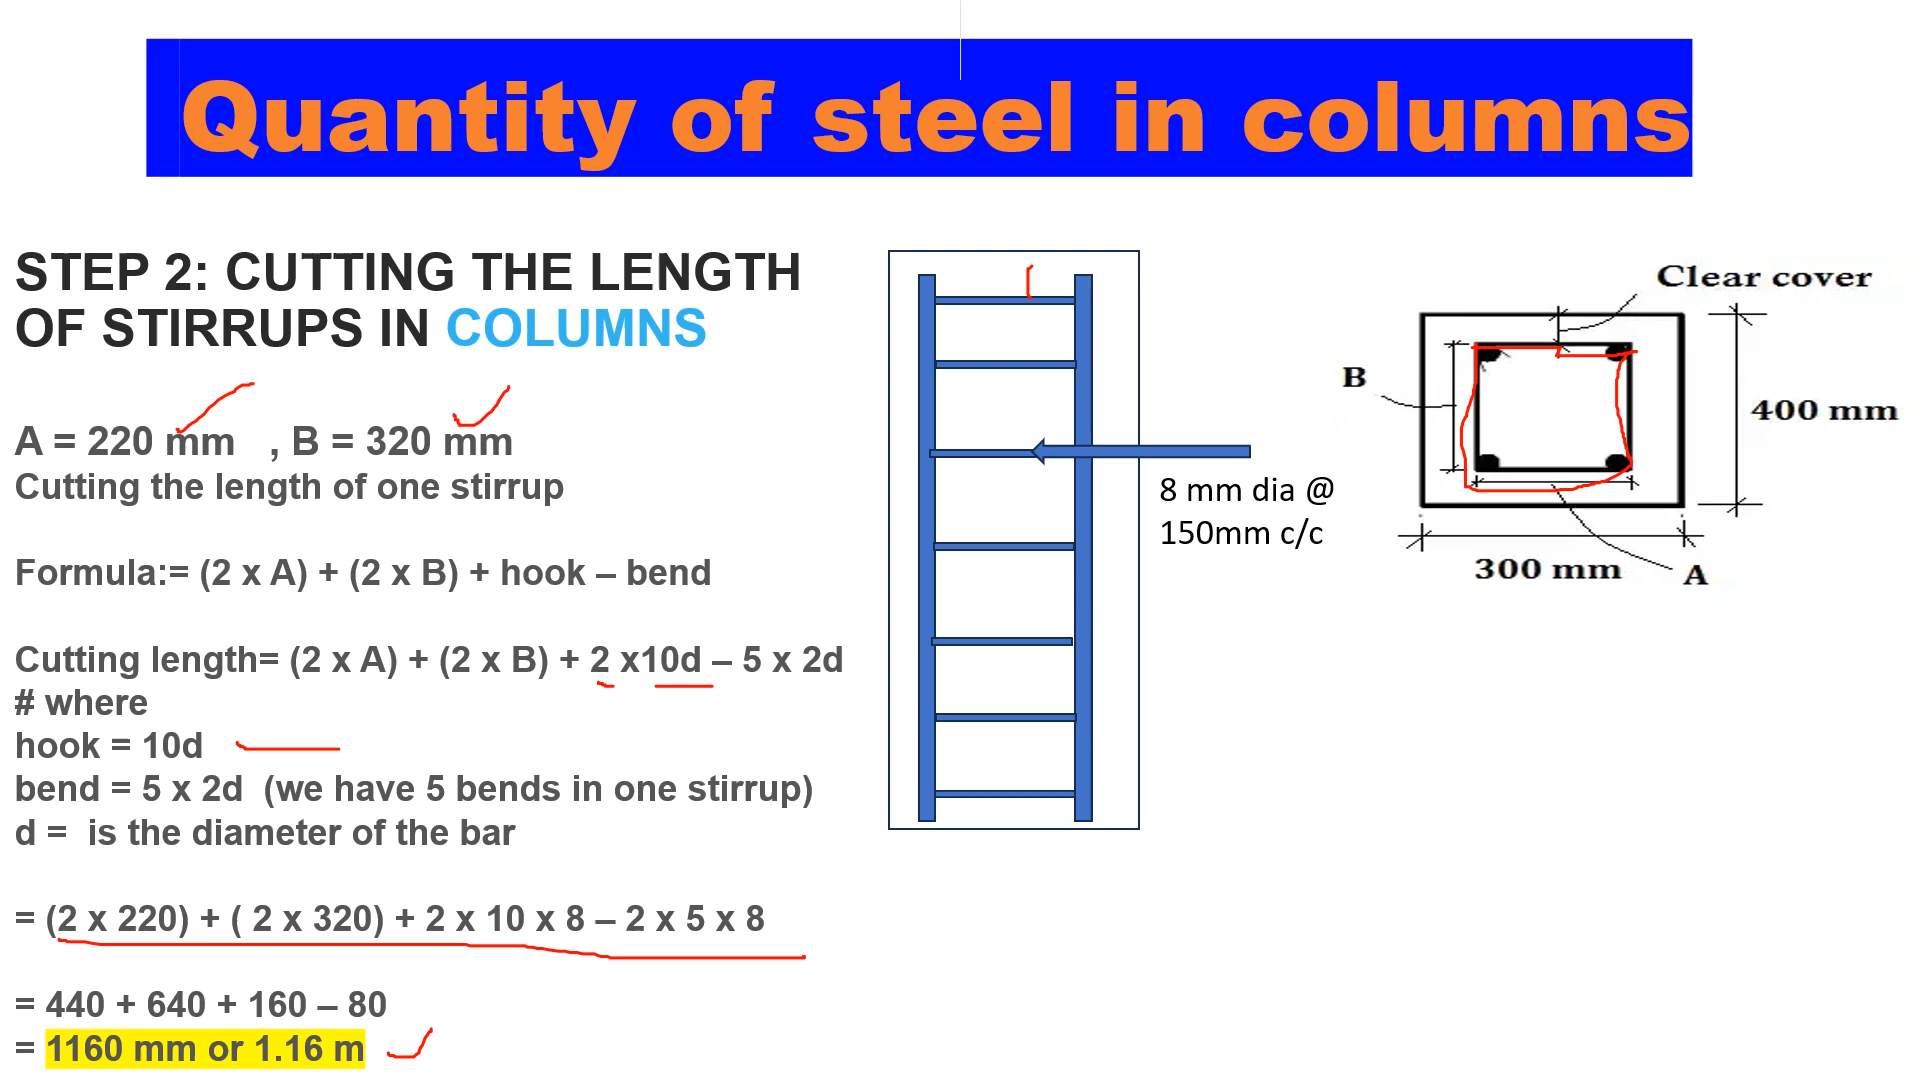 Quantity of steel in columns
STEP 2: CUTTING THE LENGTH
OF STIRRUPS IN COLUMNS
A = 220 mm , B = 320 mm
Cutting the length of one stirrup
Formula:= (2 x A) + (2 x B) + hook – bend
Cutting length= (2 x A) + (2 x B) + 2 x10d – 5 x 2d
# where
hook = 10d
bend = 5 x 2d (we have 5 bends in one stirrup)
d = is the diameter of the bar
= (2 x 220) + ( 2 x 320) + 2 x 10 x 8 – 2 x 5 x 8
= 440 + 640 + 160 – 80
= 1160 mm or 1.16 m
8 mm dia @
150mm c/c
Clear cover
B
400 mm
300 mm
A